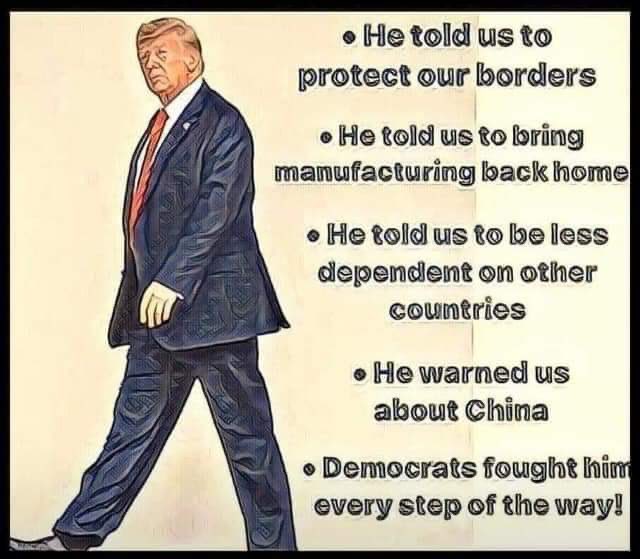 • He told us to
protect our borders
• He told us to bring
manufacturing back home
• He told us to be less
dependent on other
countries
• He warned us
about China
• Democrats fought him
every step of the way!